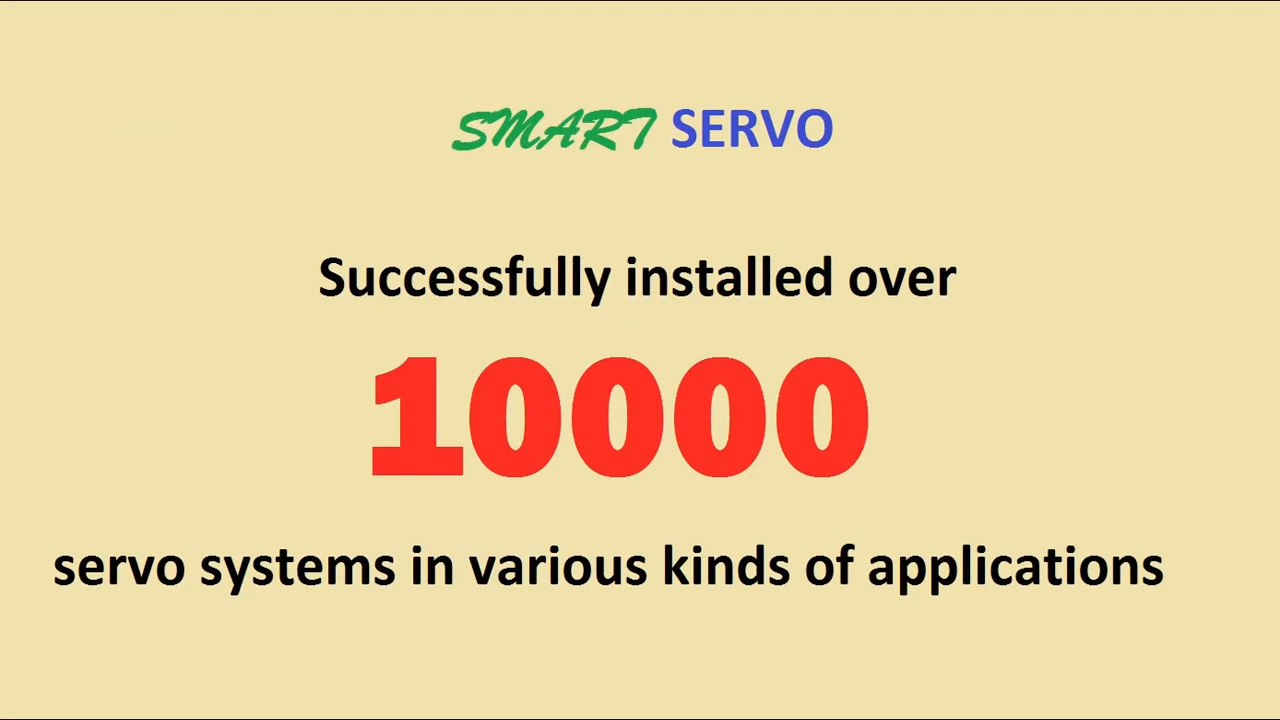 SMART SERVO
Successfully installed over
10000
servo systems in various kinds of applications